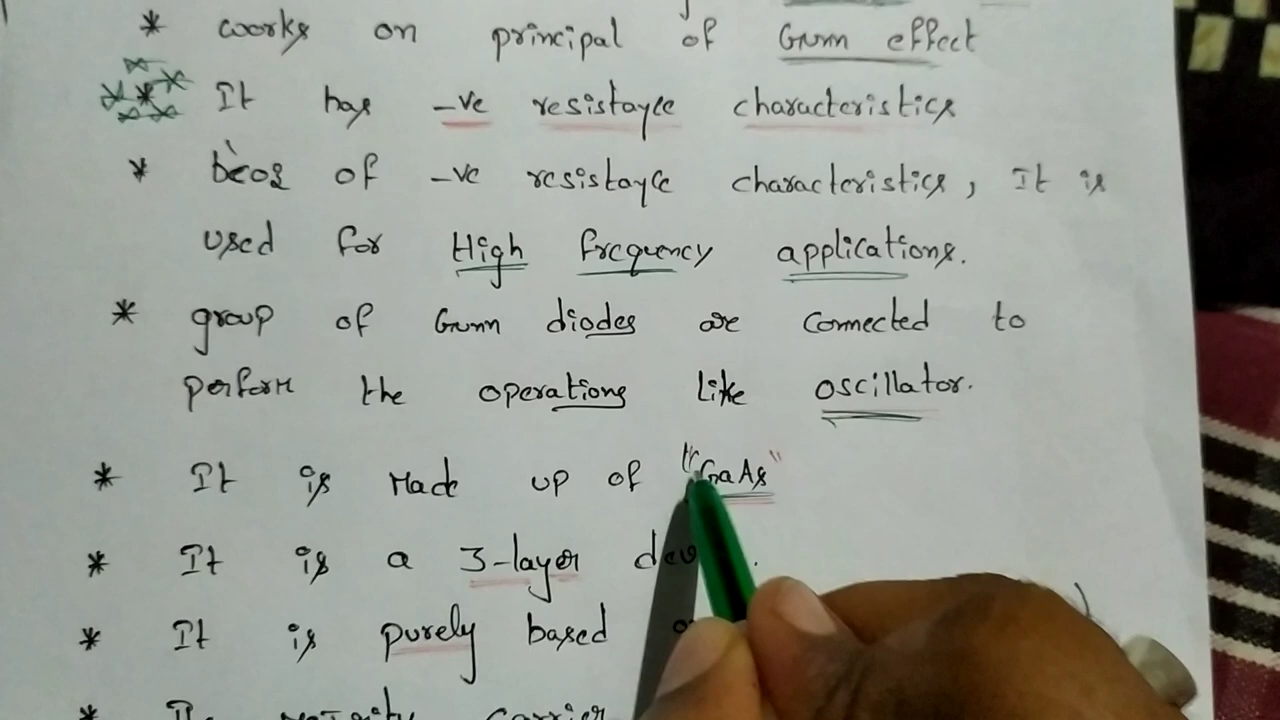 * works on principal of Gunn effect
* It has -ve resistance characteristics
* bcoz of -ve resistance characteristics, It is
used for High frequency applications.
* group of Gunn diodes are connected to
perform the operations like oscillator.
* It is Made up of "GaAs"
* It is a 3-layer
* It is purely based
* carrier